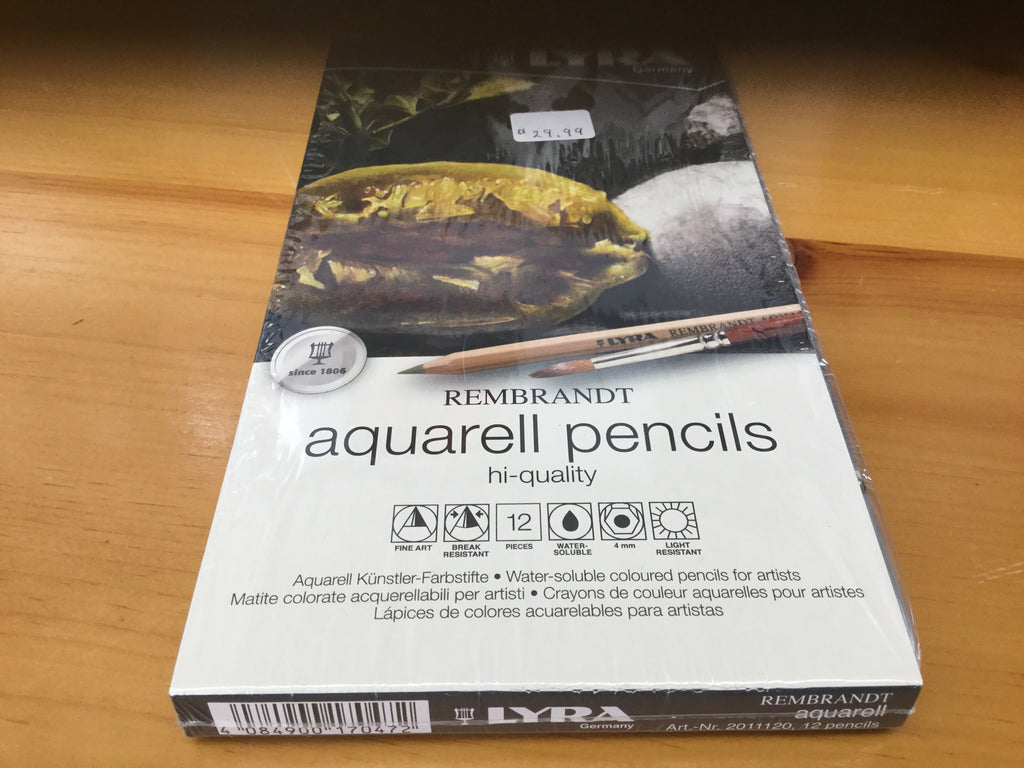 LYRA
Germany
29.99
LYRA REMBRANDT
since 1806
REMBRANDT
aquarell pencils
hi-quality
12
FINE ART
BREAK RESISTANT
PIECES
WATER-SOLUBLE
4 mm
LIGHT RESISTANT
Aquarell Künstler-Farbstifte • Water-soluble coloured pencils for artists
Matite colorate acquerellabili per artisti • Crayons de couleur aquarelles pour artistes
Lápices de colores acuarelables para artistas
4 084900 170472
LYRA
Germany
REMBRANDT
aquarell
Art.-Nr. 2011120, 12 pencils